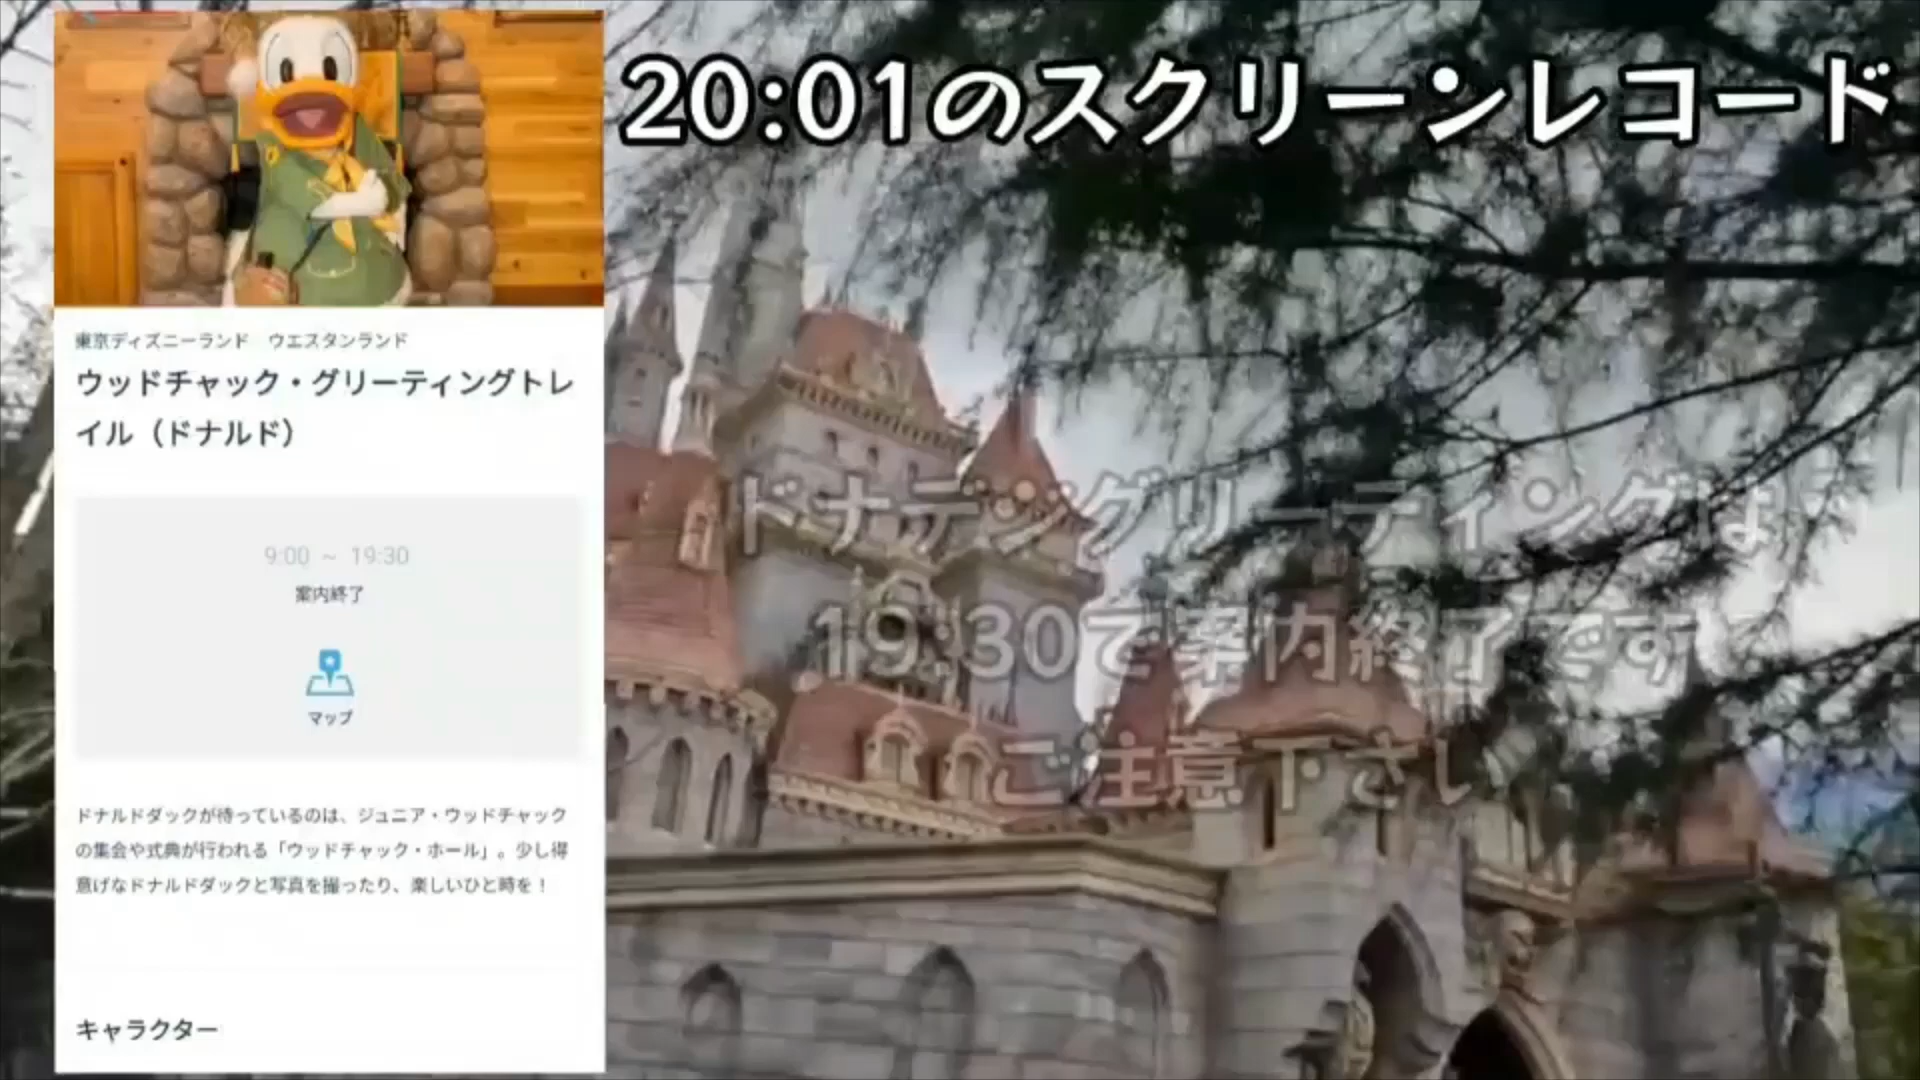 20:01のスクリーンレコード
東京ディズニーランド ウエスタンランド
ウッドチャック・グリーティングトレ
イル（ドナルド）
9:00 ～ 19:30
案内終了
マップ
ドナルドダックが待っているのは、ジュニア・ウッドチャック
の集会や式典が行われる「ウッドチャック・ホール」。少し得
意げなドナルドダックと写真を撮ったり、楽しいひと時を！
キャラクター
ドナデジグリーティングは
19:30で案内終了です
ご注意下さい